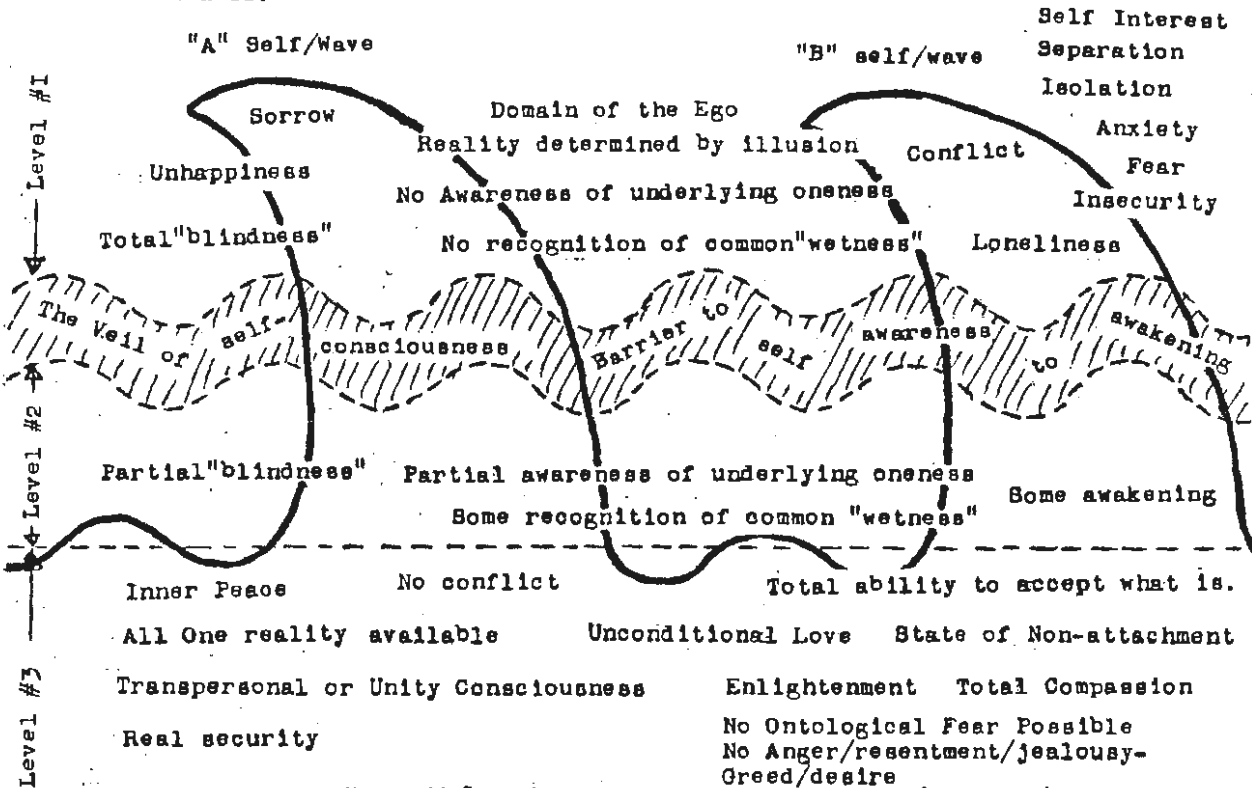 Self Interest
"A" Self/Wave
"B" self/wave
Separation
Isolation
Sorrow
Domain of the Ego
Anxiety
Reality determined by illusion
Conflict
Fear
Unhappiness
No Awareness of underlying oneness
Insecurity
Total"blindness"
No recognition of common"wetness"
Loneliness
Level #1
The Veil of self-consciousness Barrier to self awareness to awakening
Level #2
Partial"blindness"
Partial awareness of underlying oneness
Some awakening
Some recognition of common "wetness"
Inner Peace
No conflict
Total ability to accept what is.
All One reality available
Unconditional Love
State of Non-attachment
Level #3
Transpersonal or Unity Consciousness
Enlightenment
Total Compassion
Real security
No Ontological Fear Possible
No Anger/resentment/jealousy-
Greed/desire